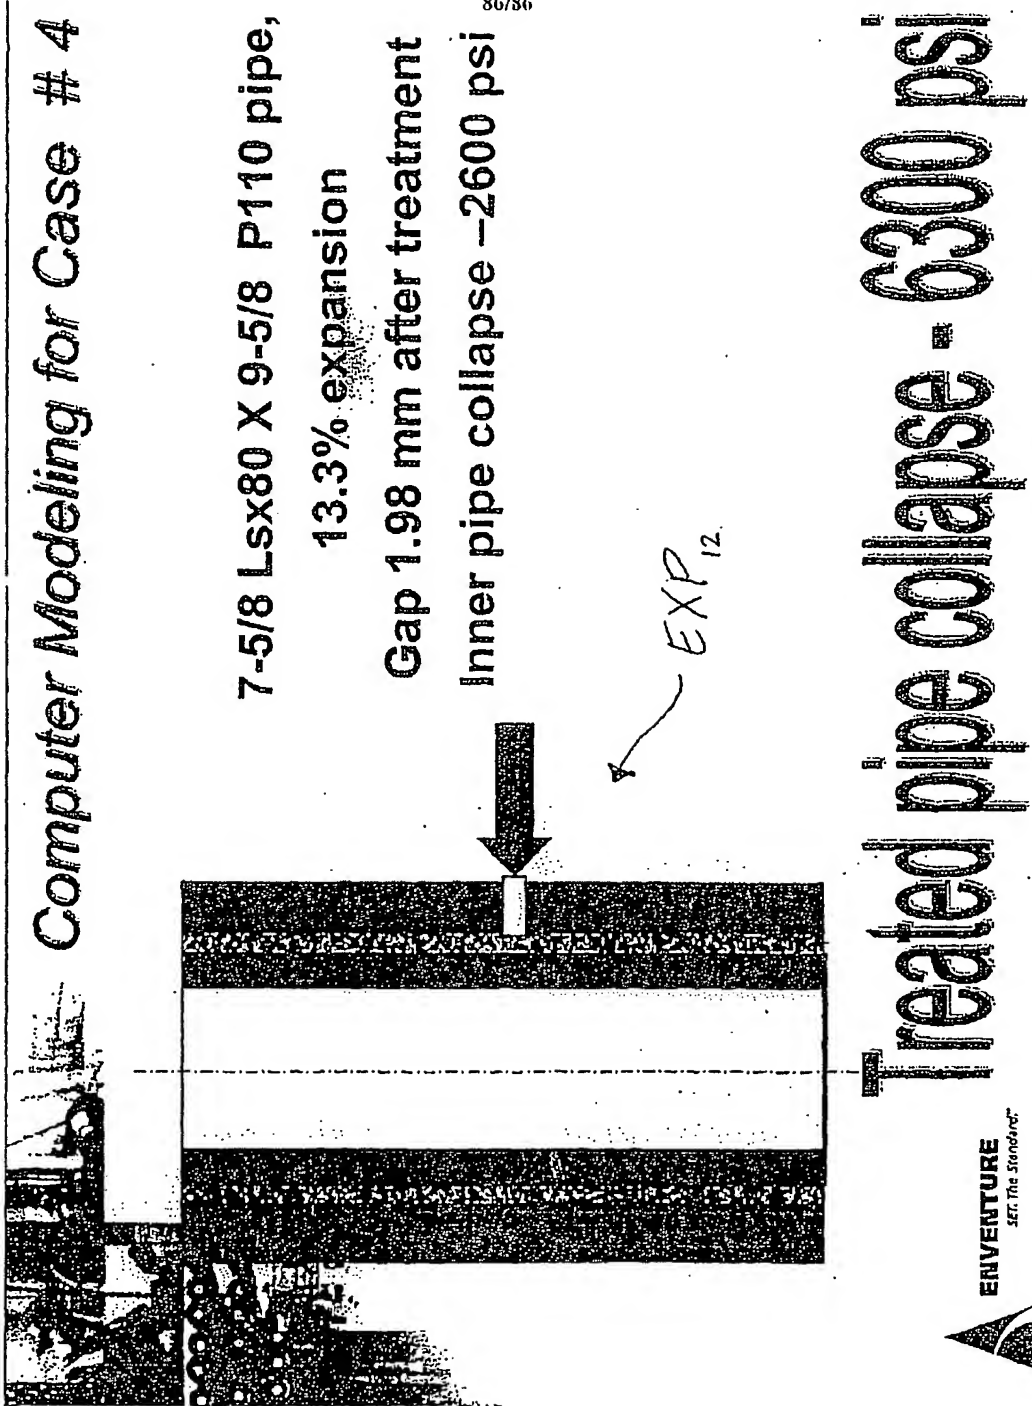 86/86
Computer Modeling for Case # 4
7-5/8 Lsx80 X 9-5/8 P110 pipe,
13.3% expansion
Gap 1.98 mm after treatment
Inner pipe collapse –2600 psi
EXP12
Treated pipe collapse - 6300 psi
ENVENTURE
SET. The Standard.™